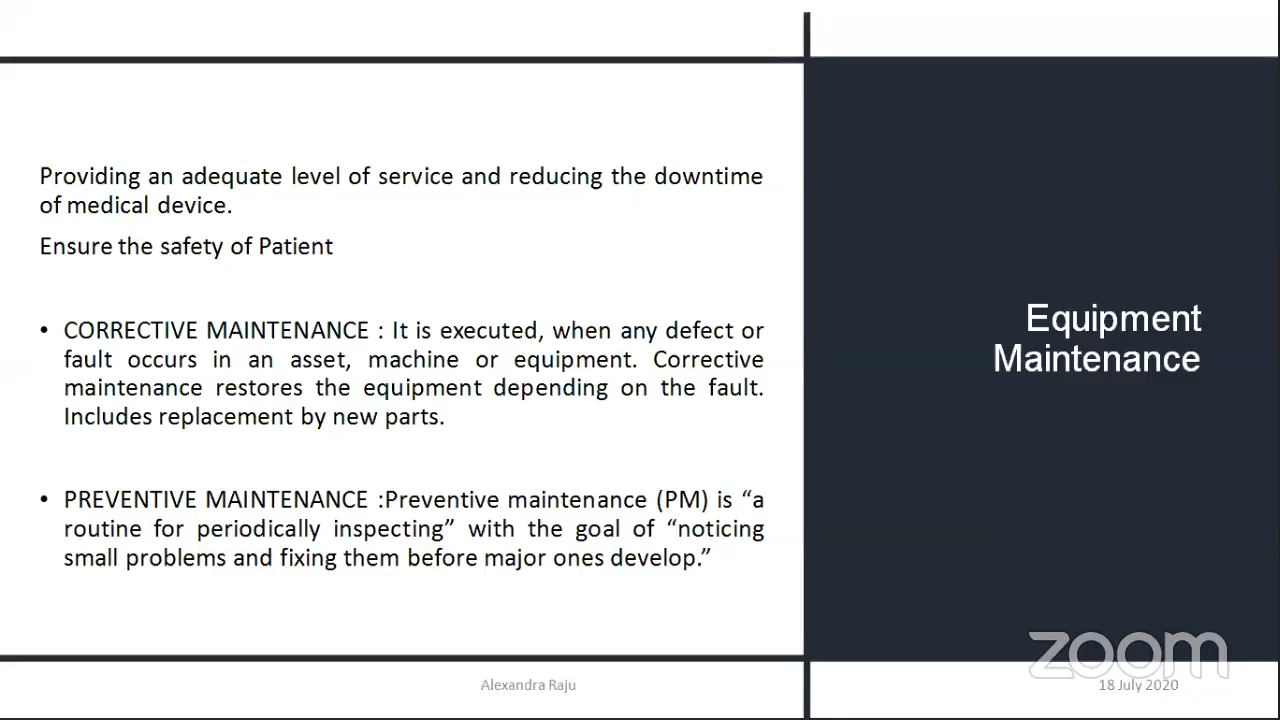 Providing an adequate level of service and reducing the downtime
of medical device.
Ensure the safety of Patient
• CORRECTIVE MAINTENANCE : It is executed, when any defect or
fault occurs in an asset, machine or equipment. Corrective
maintenance restores the equipment depending on the fault.
Includes replacement by new parts.
• PREVENTIVE MAINTENANCE :Preventive maintenance (PM) is “a
routine for periodically inspecting” with the goal of “noticing
small problems and fixing them before major ones develop.”
Equipment
Maintenance
zoom
Alexandra Raju
18 July 2020